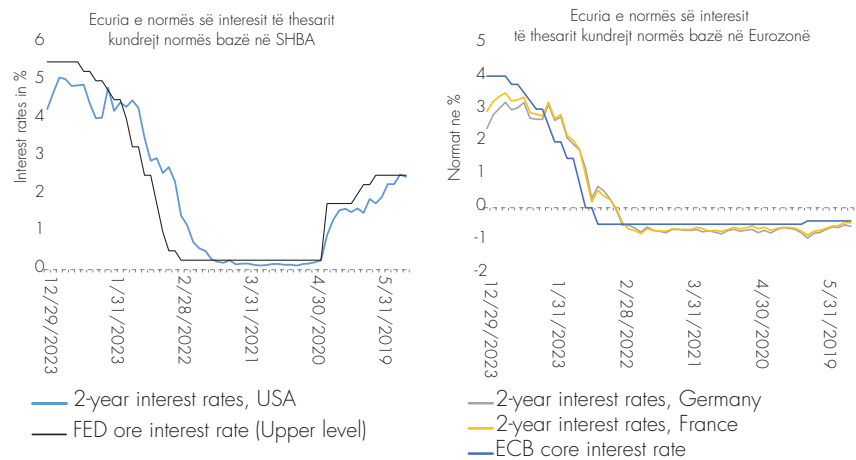 Ecuria e normës së interesit të thesarit
kundrejt normës bazë në SHBA
Interest rates in %
6
5
4
3
2
1
0
12/29/2023
1/31/2023
2/28/2022
3/31/2021
4/30/2020
5/31/2019
2-year interest rates, USA
FED ore interest rate (Upper level)
Ecuria e normës së interesit
të thesarit kundrejt normës bazë në Eurozonë
Normat ne %
5
4
3
2
1
0
-1
-2
12/29/2023
1/31/2023
2/28/2022
3/31/2021
4/30/2020
5/31/2019
2-year interest rates, Germany
2-year interest rates, France
ECB core interest rate